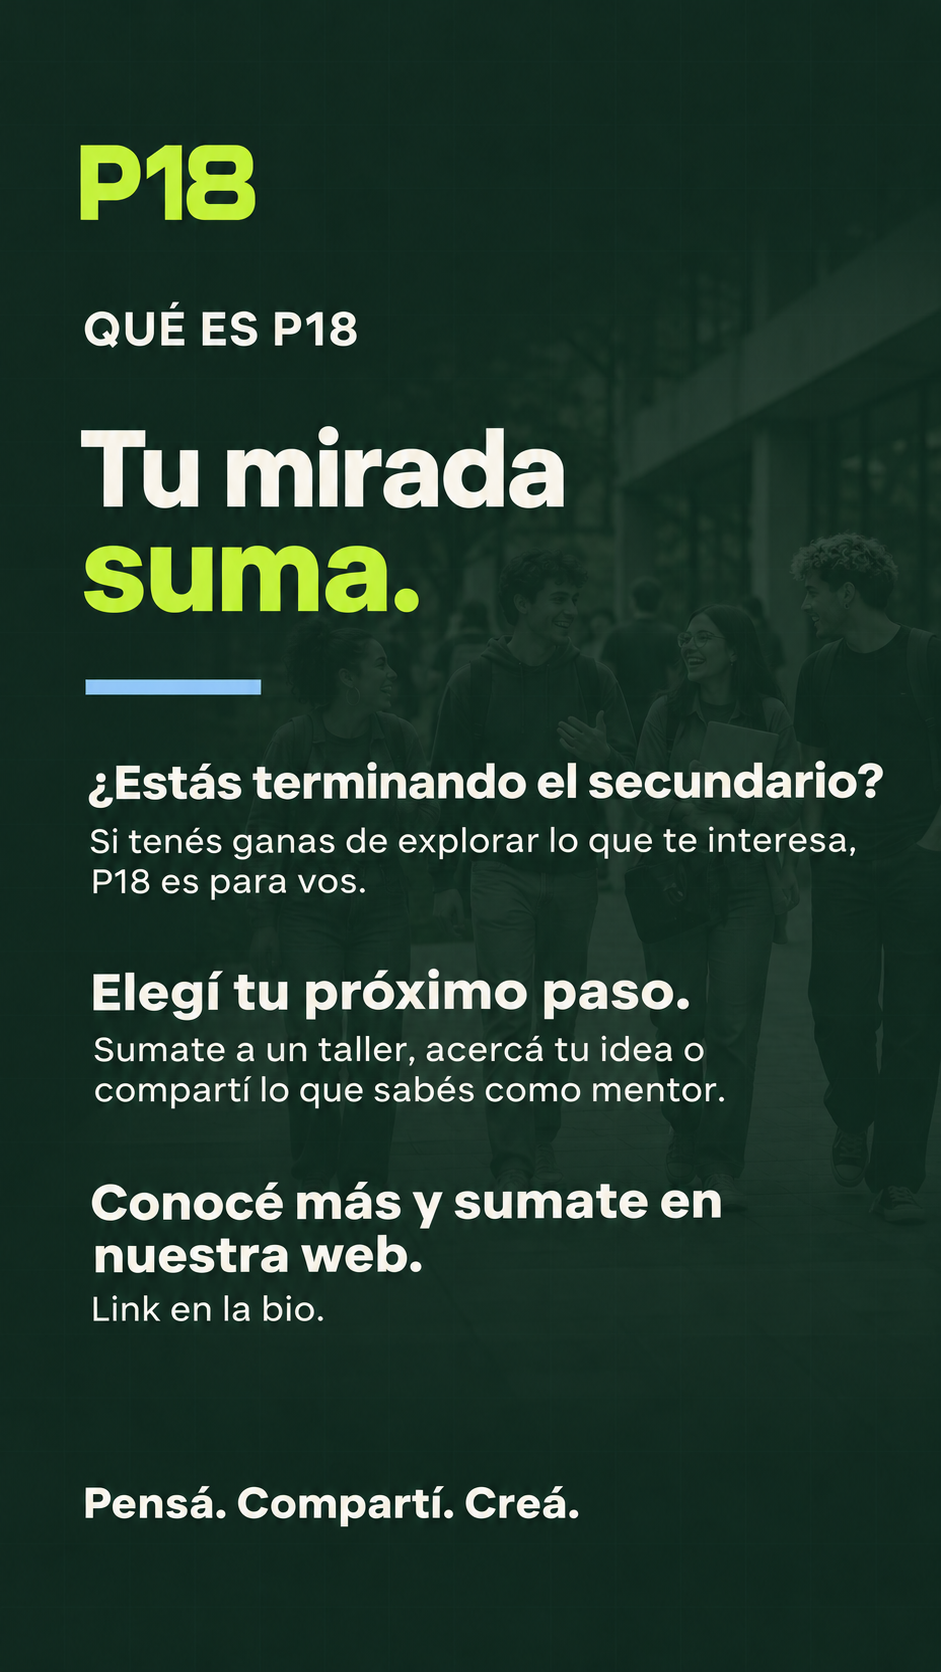 P18
QUÉ ES P18
Tu mirada
suma.
¿Estás terminando el secundario?
Si tenés ganas de explorar lo que te interesa,
P18 es para vos.
Elegí tu próximo paso.
Sumate a un taller, acercá tu idea o
compartí lo que sabés como mentor.
Conocé más y sumate en
nuestra web.
Link en la bio.
Pensá. Compartí. Creá.